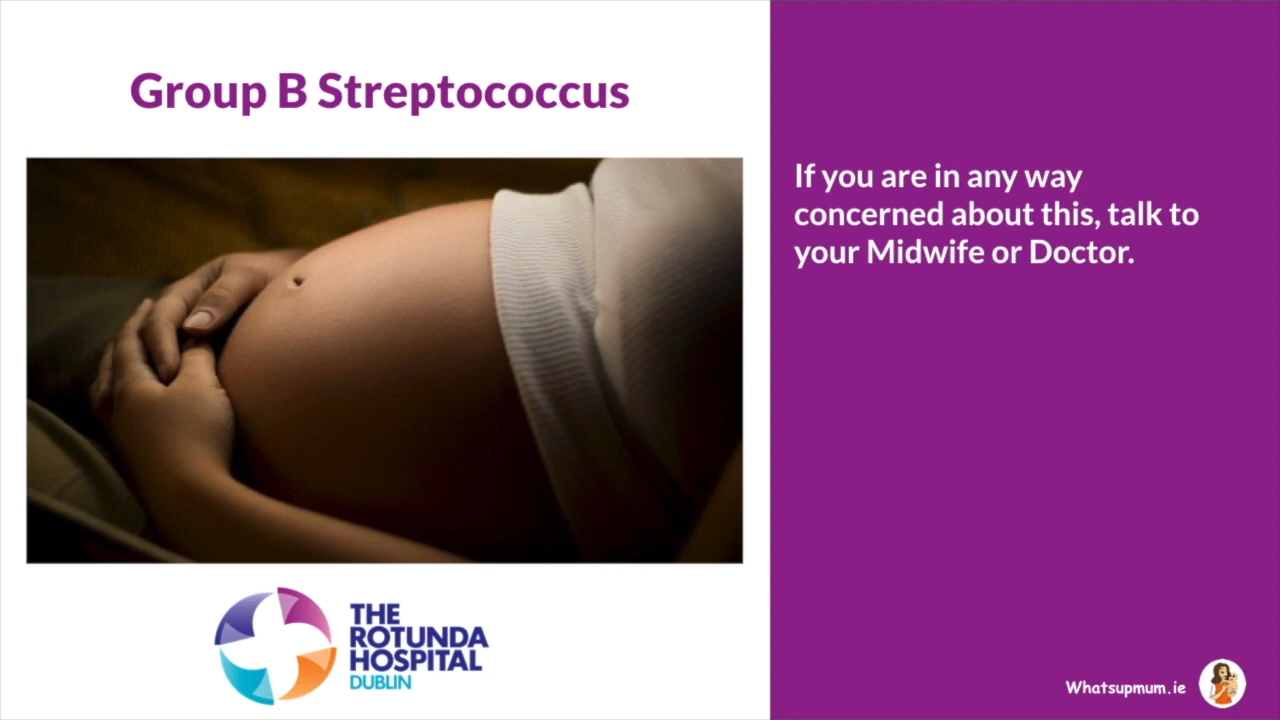 Group B Streptococcus
If you are in any way
concerned about this, talk to
your Midwife or Doctor.
THE
ROTUNDA
HOSPITAL
DUBLIN
Whatsupmum.ie